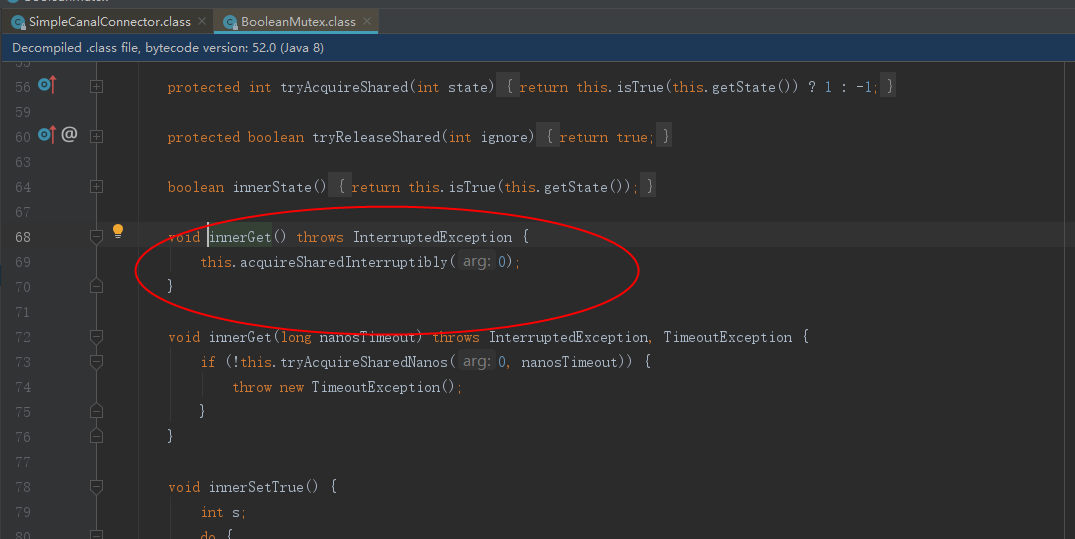 SimpleCanalConnector.class × BooleanMutex.class ×
Decompiled .class file, bytecode version: 52.0 (Java 8)
56 protected int tryAcquireShared(int state) { return this.isTrue(this.getState()) ? 1 : -1; }
59
60 @ protected boolean tryReleaseShared(int ignore) { return true; }
63
64 boolean innerState() { return this.isTrue(this.getState()); }
67
68 void innerGet() throws InterruptedException {
69 this.acquireSharedInterruptibly( arg: 0);
70 }
71
72 void innerGet(long nanosTimeout) throws InterruptedException, TimeoutException {
73 if (!this.tryAcquireSharedNanos( arg: 0, nanosTimeout)) {
74 throw new TimeoutException();
75 }
76 }
77
78 void innerSetTrue() {
79 int s;
80 do {